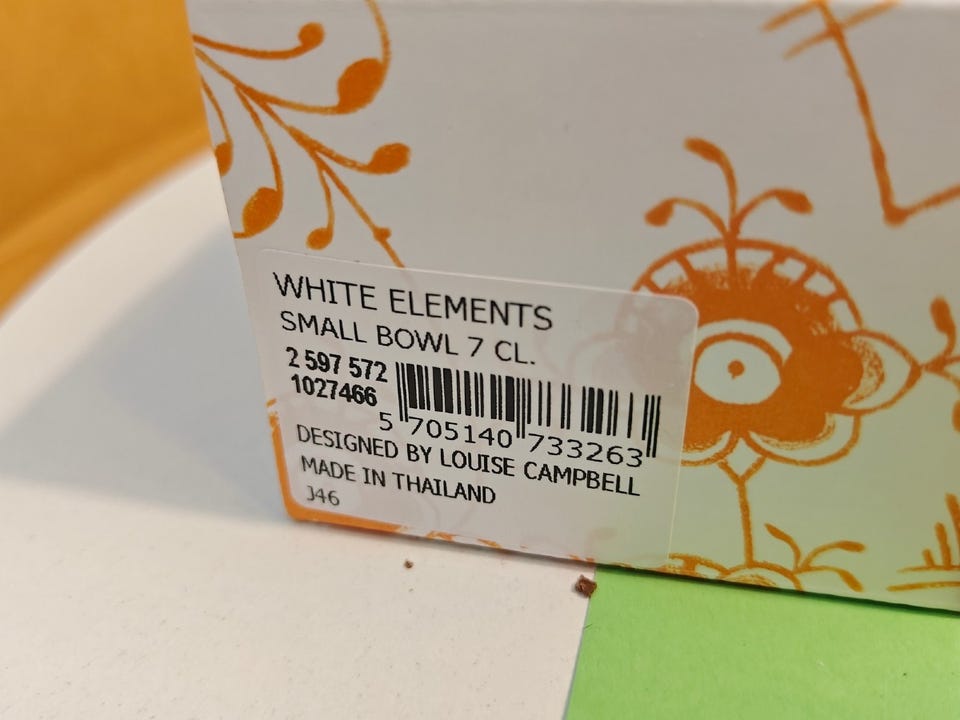 WHITE ELEMENTS
SMALL BOWL 7 CL.
2 597 572
1027466
5 705140 733263
DESIGNED BY LOUISE CAMPBELL
MADE IN THAILAND
J46